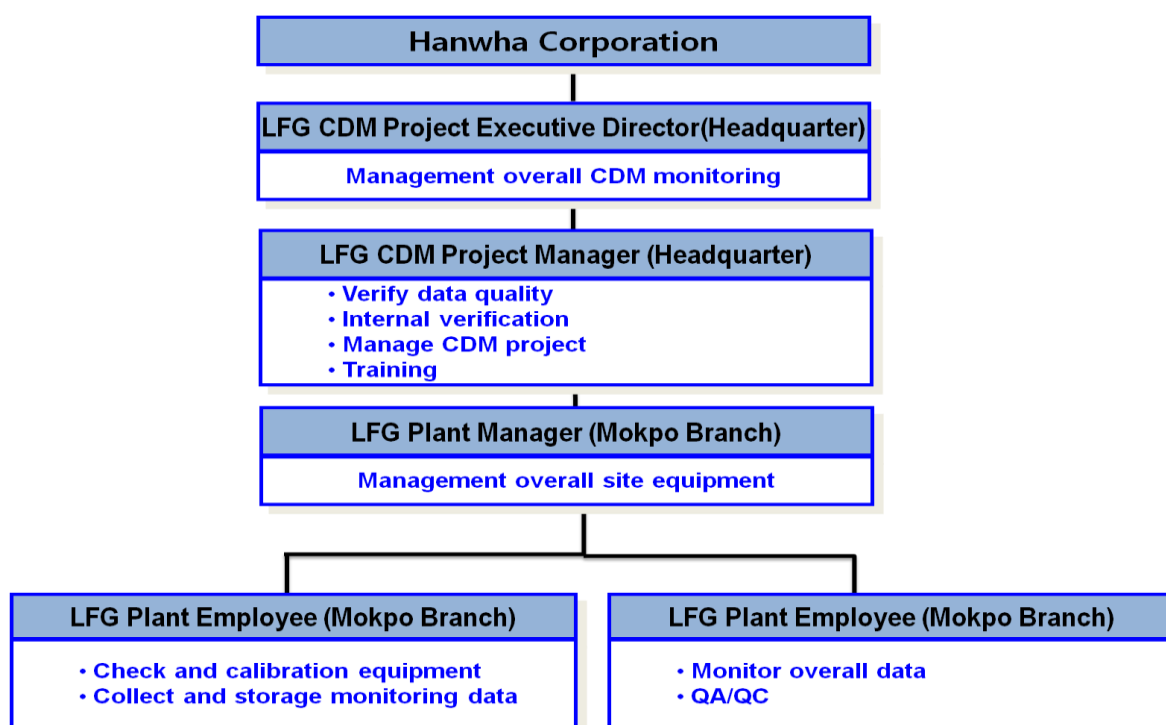 Hanwha Corporation
LFG CDM Project Executive Director(Headquarter)
Management overall CDM monitoring
LFG CDM Project Manager (Headquarter)
• Verify data quality
• Internal verification
• Manage CDM project
• Training
LFG Plant Manager (Mokpo Branch)
Management overall site equipment
LFG Plant Employee (Mokpo Branch)
• Check and calibration equipment
• Collect and storage monitoring data
LFG Plant Employee (Mokpo Branch)
• Monitor overall data
• QA/QC